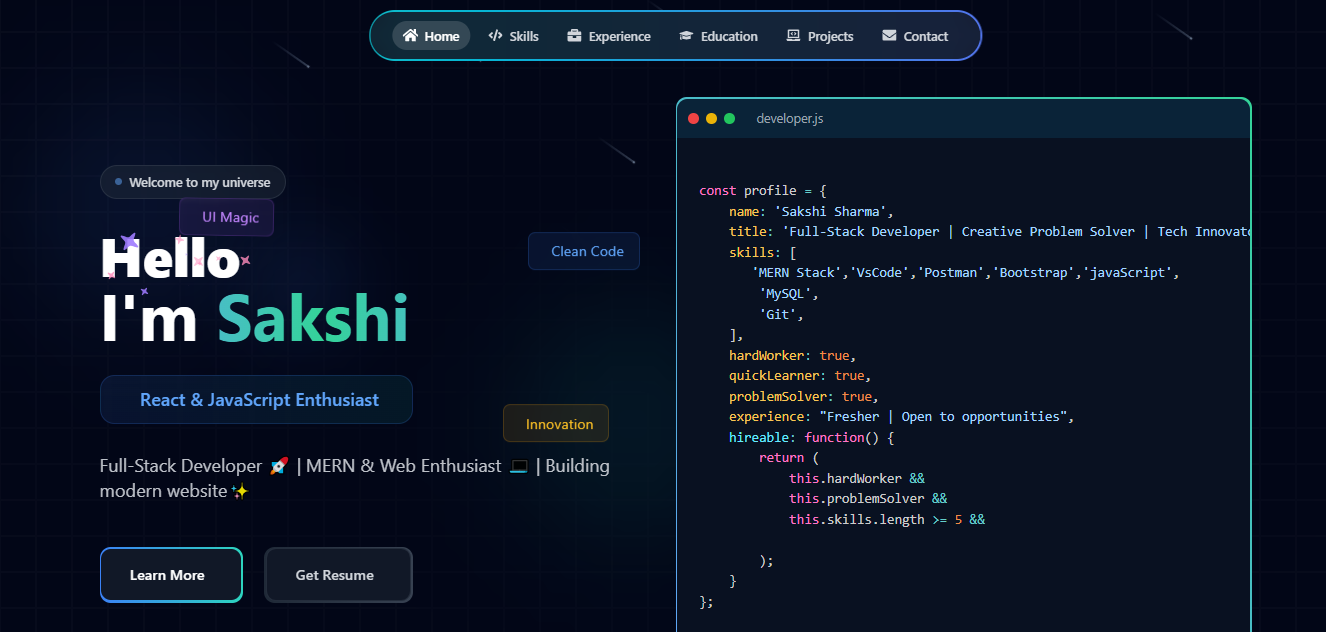 Home Skills Experience Education Projects Contact
Welcome to my universe
UI Magic
Hello
I'm Sakshi
Clean Code
React & JavaScript Enthusiast
Innovation
Full-Stack Developer 🚀 | MERN & Web Enthusiast 💻 | Building
modern website ✨
Learn More
Get Resume
developer.js
const profile = {
name: 'Sakshi Sharma',
title: 'Full-Stack Developer | Creative Problem Solver | Tech Innovato
skills: [
'MERN Stack','VsCode','Postman','Bootstrap','javaScript',
'MySQL',
'Git',
],
hardWorker: true,
quickLearner: true,
problemSolver: true,
experience: "Fresher | Open to opportunities",
hireable: function() {
return (
this.hardWorker &&
this.problemSolver &&
this.skills.length >= 5 &&
);
}
};